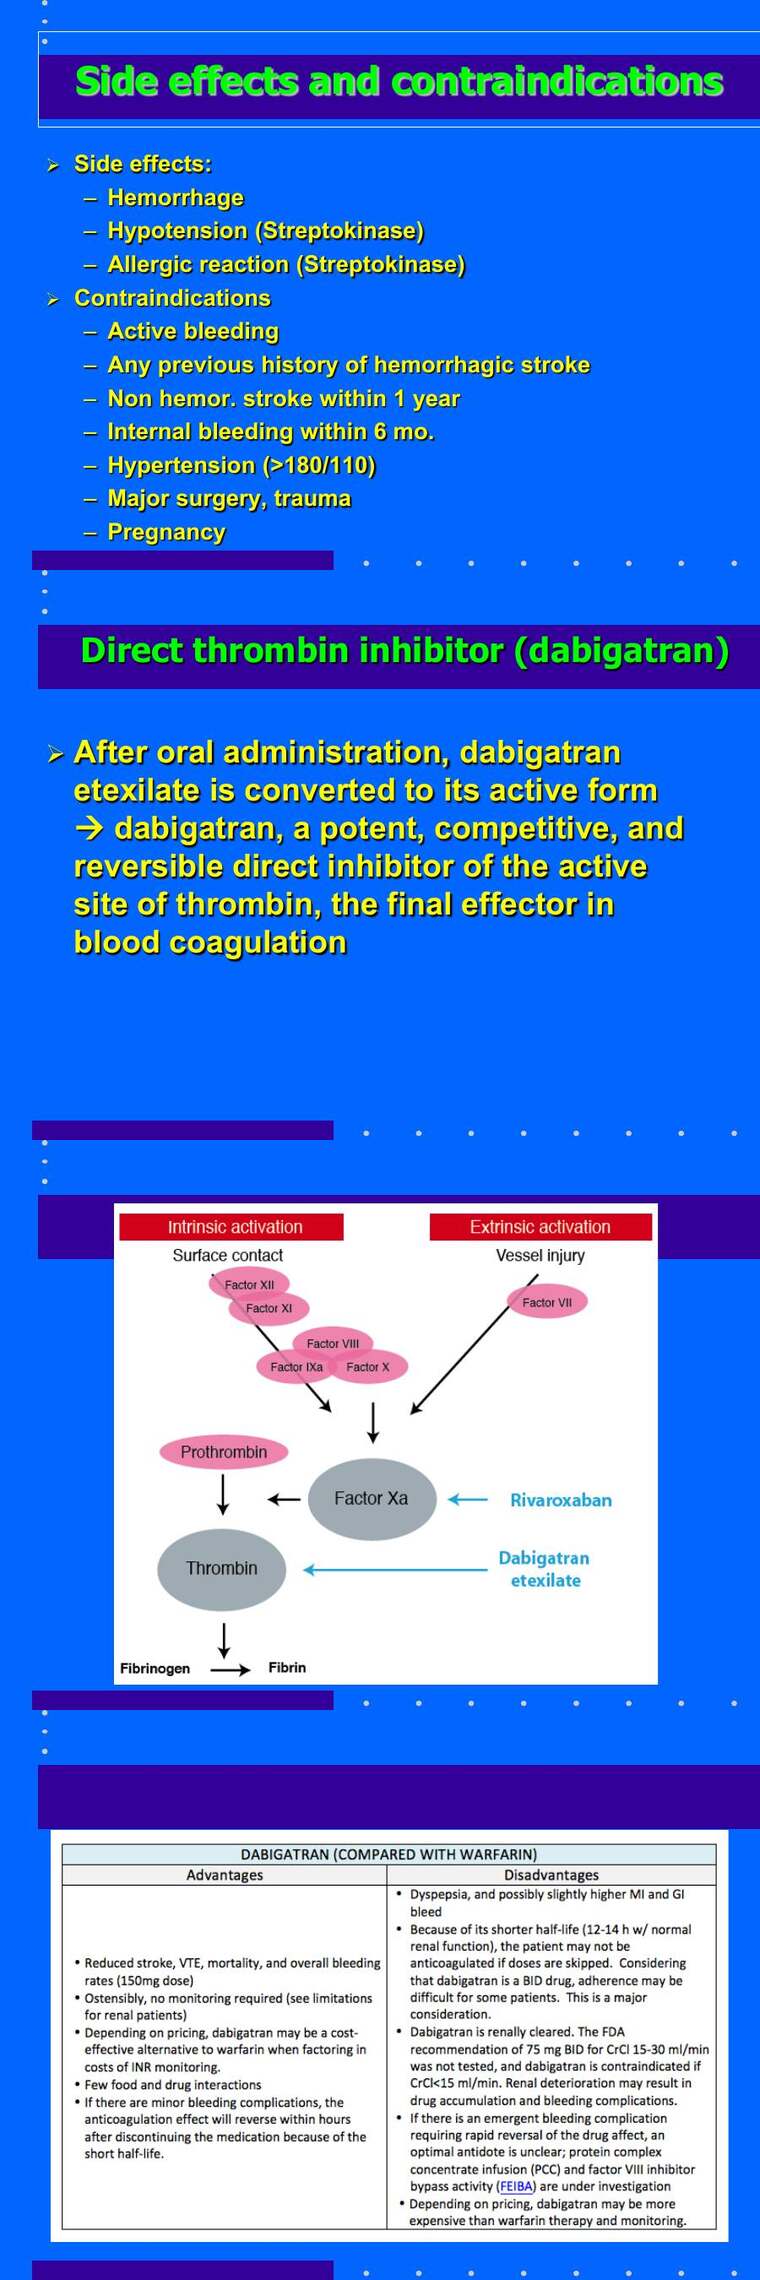 Side effects and contraindications
➢ Side effects:
– Hemorrhage
– Hypotension (Streptokinase)
– Allergic reaction (Streptokinase)
➢ Contraindications
– Active bleeding
– Any previous history of hemorrhagic stroke
– Non hemor. stroke within 1 year
– Internal bleeding within 6 mo.
– Hypertension (>180/110)
– Major surgery, trauma
– Pregnancy
Direct thrombin inhibitor (dabigatran)
➢ After oral administration, dabigatran
etexilate is converted to its active form
→ dabigatran, a potent, competitive, and
reversible direct inhibitor of the active
site of thrombin, the final effector in
blood coagulation
Intrinsic activation
Extrinsic activation
Surface contact
Vessel injury
Factor XII
Factor XI
Factor VII
Factor VIII
Factor IXa
Factor X
Prothrombin
Factor Xa
Rivaroxaban
Thrombin
Dabigatran
etexilate
Fibrinogen
Fibrin
DABIGATRAN (COMPARED WITH WARFARIN)
Advantages
Disadvantages
• Reduced stroke, VTE, mortality, and overall bleeding
rates (150mg dose)
• Ostensibly, no monitoring required (see limitations
for renal patients)
• Depending on pricing, dabigatran may be a cost-
effective alternative to warfarin when factoring in
costs of INR monitoring.
• Few food and drug interactions
• If there are minor bleeding complications, the
anticoagulation effect will reverse within hours
after discontinuing the medication because of the
short half-life.
• Dyspepsia, and possibly slightly higher MI and GI
bleed
• Because of its shorter half-life (12-14 h w/ normal
renal function), the patient may not be
anticoagulated if doses are skipped. Considering
that dabigatran is a BID drug, adherence may be
difficult for some patients. This is a major
consideration.
• Dabigatran is renally cleared. The FDA
recommendation of 75 mg BID for CrCl 15-30 ml/min
was not tested, and dabigatran is contraindicated if
CrCl<15 ml/min. Renal deterioration may result in
drug accumulation and bleeding complications.
• If there is an emergent bleeding complication
requiring rapid reversal of the drug affect, an
optimal antidote is unclear; protein complex
concentrate infusion (PCC) and factor VIII inhibitor
bypass activity (FEIBA) are under investigation
• Depending on pricing, dabigatran may be more
expensive than warfarin therapy and monitoring.